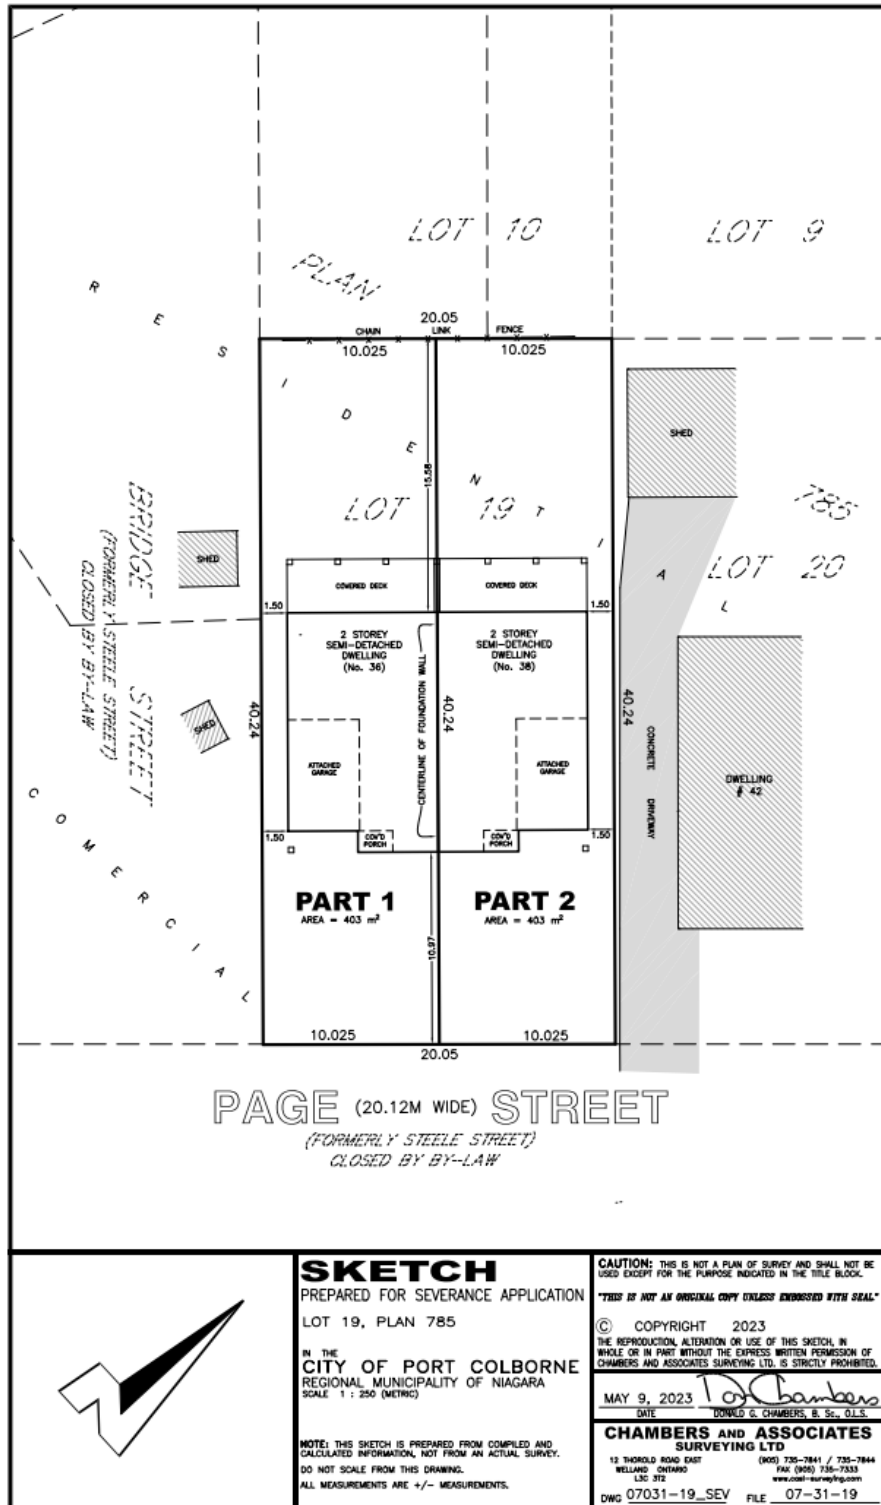 LOT 10
LOT 9
PLAN
20.05
CHAIN LINK FENCE
10.025
10.025
RESIDENTIAL
15.58
LOT 19
785
LOT 20
SHED
BRIDGE STREET
(FORMERLY STEELE STREET)
CLOSED BY BY-LAW
SHED
SHED
COVERED DECK
COVERED DECK
1.50
1.50
2 STOREY
SEMI-DETACHED
DWELLING
(No. 36)
2 STOREY
SEMI-DETACHED
DWELLING
(No. 38)
CENTERLINE OF FOUNDATION WALL
40.24
40.24
40.24
ATTACHED
GARAGE
ATTACHED
GARAGE
CONCRETE DRIVEWAY
DWELLING
# 42
1.50
1.50
COV'D
PORCH
COV'D
PORCH
COMERCIAL
PART 1
AREA = 403 m²
PART 2
AREA = 403 m²
10.97
10.025
10.025
20.05
PAGE (20.12M WIDE) STREET
(FORMERLY STEELE STREET)
CLOSED BY BY-LAW
SKETCH
PREPARED FOR SEVERANCE APPLICATION
LOT 19, PLAN 785
IN THE
CITY OF PORT COLBORNE
REGIONAL MUNICIPALITY OF NIAGARA
SCALE 1 : 250 (METRIC)
NOTE: THIS SKETCH IS PREPARED FROM COMPILED AND
CALCULATED INFORMATION, NOT FROM AN ACTUAL SURVEY.
DO NOT SCALE FROM THIS DRAWING.
ALL MEASUREMENTS ARE +/- MEASUREMENTS.
CAUTION: THIS IS NOT A PLAN OF SURVEY AND SHALL NOT BE
USED EXCEPT FOR THE PURPOSE INDICATED IN THE TITLE BLOCK.
"THIS IS NOT AN ORIGINAL COPY UNLESS EMBOSSED WITH SEAL"
© COPYRIGHT 2023
THE REPRODUCTION, ALTERATION OR USE OF THIS SKETCH, IN
WHOLE OR IN PART WITHOUT THE EXPRESS WRITTEN PERMISSION OF
CHAMBERS AND ASSOCIATES SURVEYING LTD. IS STRICTLY PROHIBITED.
MAY 9, 2023 Don Chambers
DATE DONALD G. CHAMBERS, B. Sc., O.L.S.
CHAMBERS AND ASSOCIATES
SURVEYING LTD
12 THOROLD ROAD EAST
WELLAND ONTARIO
L3C 3T2
(905) 735-7841 / 735-7844
FAX (905) 735-7333
www.casl-surveying.com
DWG 07031-19_SEV FILE 07-31-19